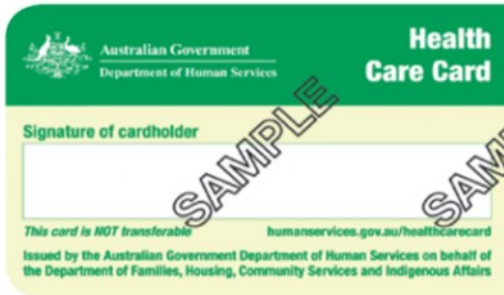 Australian Government
Department of Human Services
Health
Care Card
Signature of cardholder
SAMPLE
SAMPLE
This card is NOT transferable
humanservices.gov.au/healthcarecard
Issued by the Australian Government Department of Human Services on behalf of
the Department of Families, Housing, Community Services and Indigenous Affairs